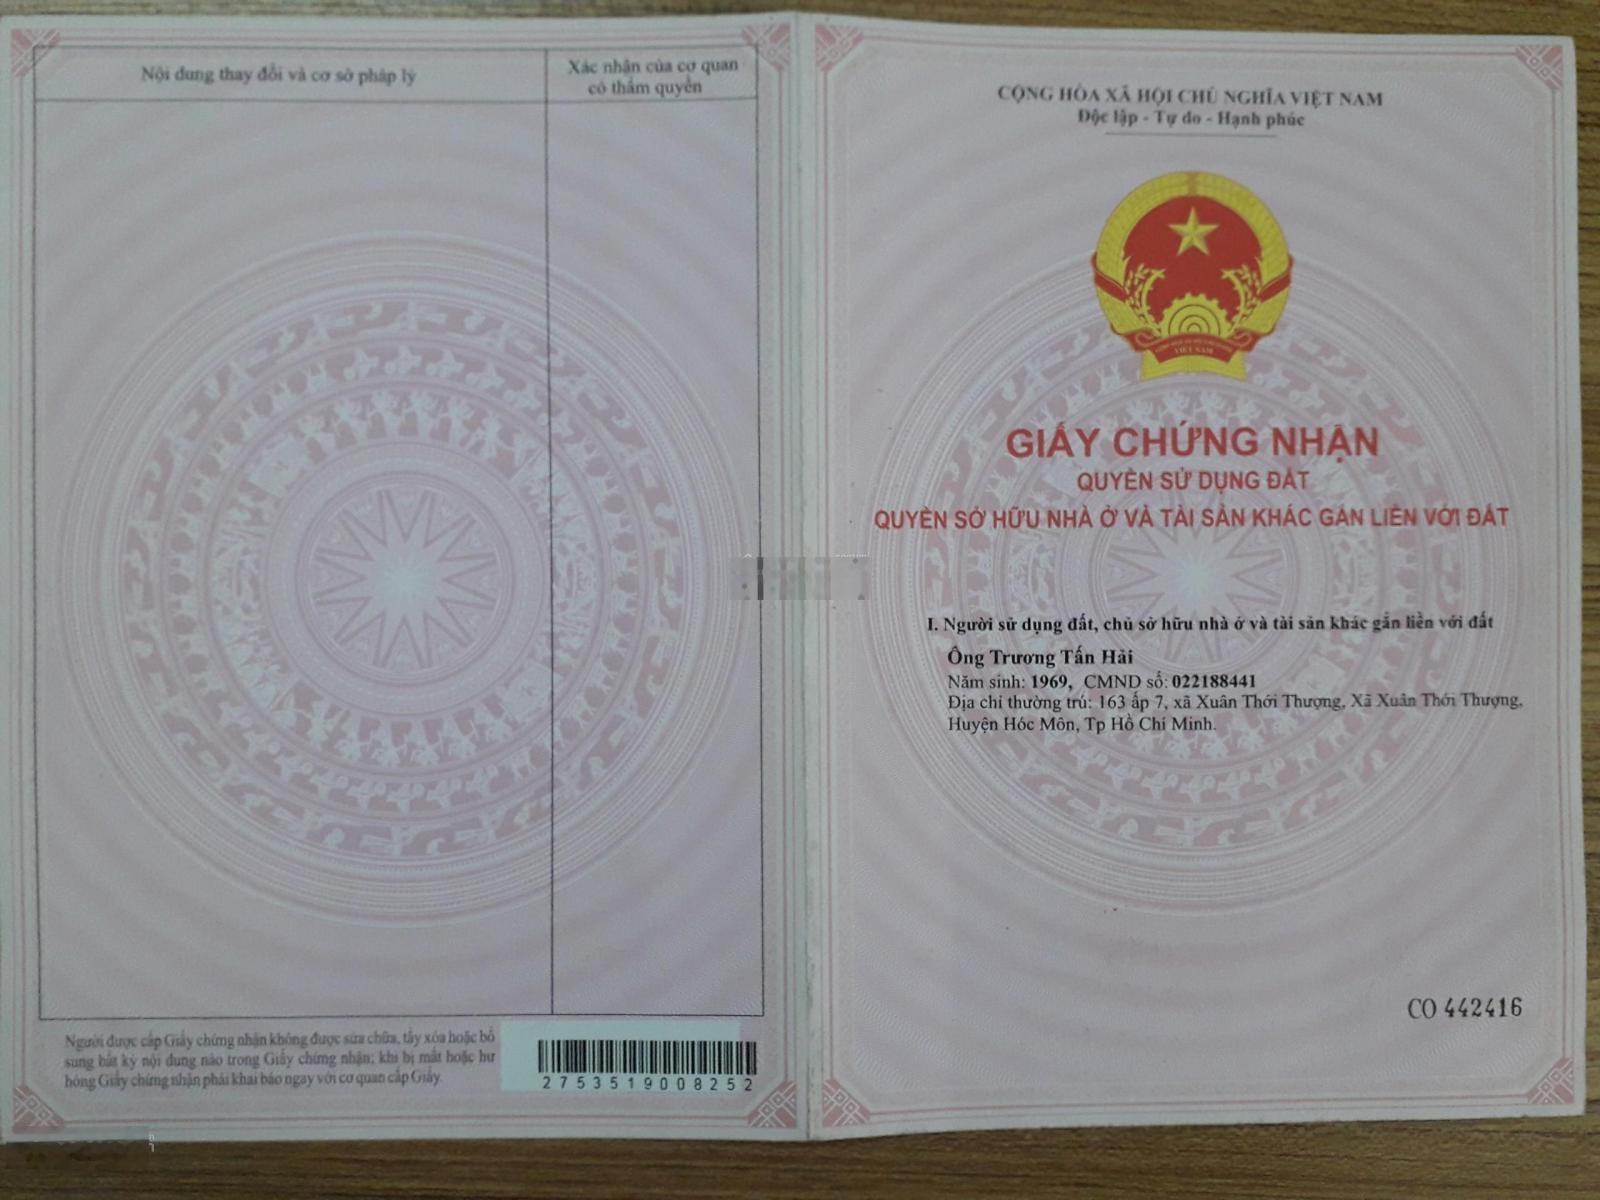 Nội dung thay đổi và cơ sở pháp lý
Xác nhận của cơ quan
có thẩm quyền
Người được cấp Giấy chứng nhận không được sửa chữa, tẩy xóa hoặc bổ
sung bất kỳ nội dung nào trong Giấy chứng nhận; khi bị mất hoặc hư
hỏng Giấy chứng nhận phải khai báo ngay với cơ quan cấp Giấy.
2753519008252
CỘNG HÒA XÃ HỘI CHỦ NGHĨA VIỆT NAM
Độc lập - Tự do - Hạnh phúc
VIỆT NAM
GIẤY CHỨNG NHẬN
QUYỀN SỬ DỤNG ĐẤT
QUYỀN SỞ HỮU NHÀ Ở VÀ TÀI SẢN KHÁC GẮN LIỀN VỚI ĐẤT
I. Người sử dụng đất, chủ sở hữu nhà ở và tài sản khác gắn liền với đất
Ông Trương Tấn Hải
Năm sinh: 1969, CMND số: 022188441
Địa chỉ thường trú: 163 ấp 7, xã Xuân Thới Thượng, Xã Xuân Thới Thượng,
Huyện Hóc Môn, Tp Hồ Chí Minh.
CO 442416